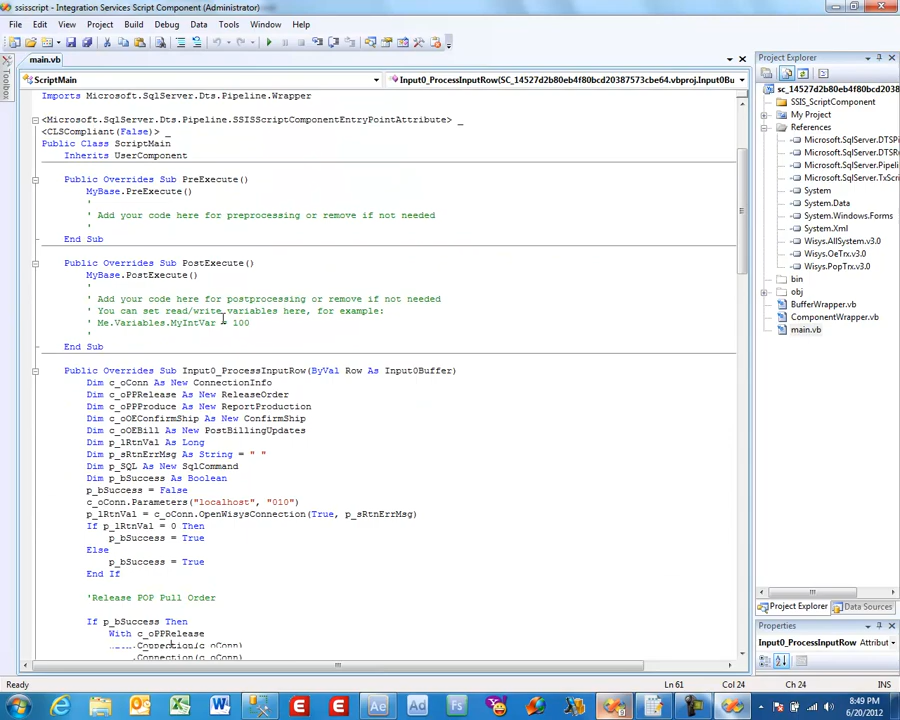 ssisscript - Integration Services Script Component (Administrator)
File Edit View Project Build Debug Data Tools Window Help
main.vb
Toolbox
ScriptMain
Input0_ProcessInputRow(SC_14527d2b80eb4f80bcd20387573cbe64.vbproj.Input0Bu
Imports Microsoft.SqlServer.Dts.Pipeline.Wrapper
<Microsoft.SqlServer.Dts.Pipeline.SSISScriptComponentEntryPointAttribute> _
<CLSCompliant(False)> _
Public Class ScriptMain
Inherits UserComponent
Public Overrides Sub PreExecute()
MyBase.PreExecute()
'
' Add your code here for preprocessing or remove if not needed
'
End Sub
Public Overrides Sub PostExecute()
MyBase.PostExecute()
'
' Add your code here for postprocessing or remove if not needed
' You can set read/write variables here, for example:
' Me.Variables.MyIntVar = 100
'
End Sub
Public Overrides Sub Input0_ProcessInputRow(ByVal Row As Input0Buffer)
Dim c_oConn As New ConnectionInfo
Dim c_oPPRelease As New ReleaseOrder
Dim c_oPPProduce As New ReportProduction
Dim c_oOEConfirmShip As New ConfirmShip
Dim c_oOEBill As New PostBillingUpdates
Dim p_lRtnVal As Long
Dim p_sRtnErrMsg As String = " "
Dim p_SQL As New SqlCommand
Dim p_bSuccess As Boolean
p_bSuccess = False
c_oConn.Parameters("localhost", "010")
p_lRtnVal = c_oConn.OpenWisysConnection(True, p_sRtnErrMsg)
If p_lRtnVal = 0 Then
p_bSuccess = True
Else
p_bSuccess = True
End If
'Release POP Pull Order
If p_bSuccess Then
With c_oPPRelease
.Connection(c_oConn)
.Connection(c_oConn)
Project Explorer
sc_14527d2b80eb4f80bcd20387573cbe64
SSIS_ScriptComponent
My Project
References
Microsoft.SqlServer.DTSPi
Microsoft.SqlServer.DTSR
Microsoft.SqlServer.Pipeli
Microsoft.SqlServer.TxScri
System
System.Data
System.Windows.Forms
System.Xml
Wisys.AllSystem.v3.0
Wisys.OeTrx.v3.0
Wisys.PopTrx.v3.0
bin
obj
BufferWrapper.vb
ComponentWrapper.vb
main.vb
Project Explorer Data Sources
Properties
Input0_ProcessInputRow
Ready
Ln 61 Col 24 Ch 24 INS
8:49 PM
6/20/2012